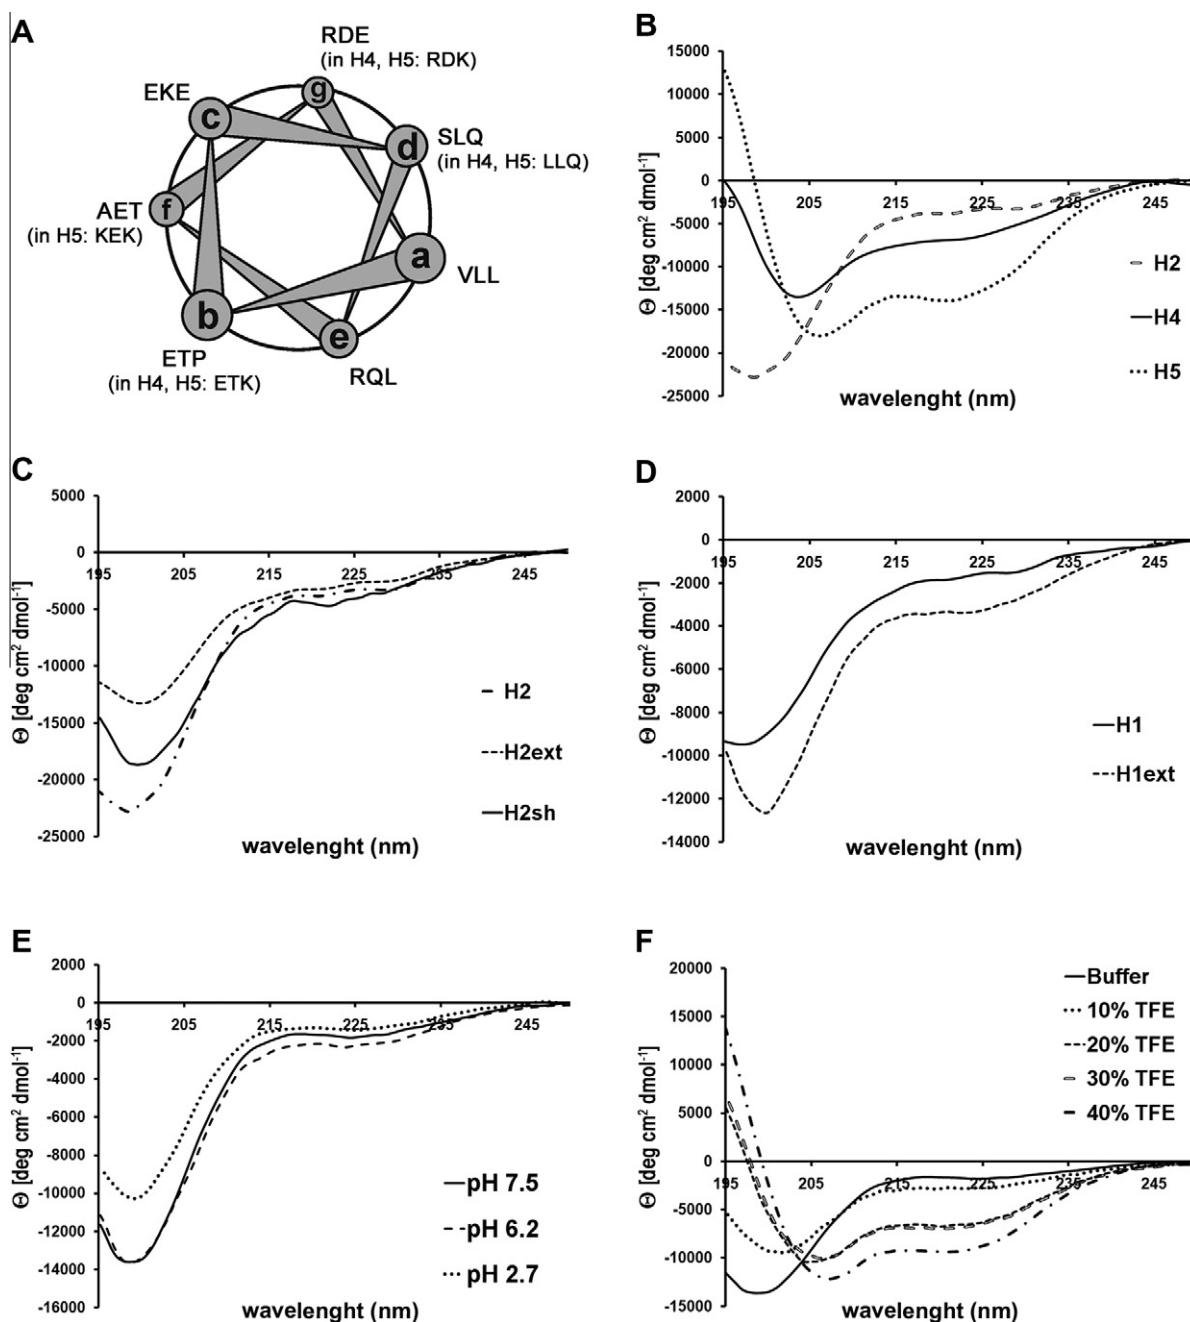 A
RDE
(in H4, H5: RDK)
EKE
g
c
d
SLQ
(in H4, H5: LLQ)
AET
(in H5: KEK)
f
a
VLL
b
e
ETP
(in H4, H5: ETK)
RQL
B
15000
10000
5000
0
-5000
-10000
-15000
-20000
-25000
195 205 215 225 235 245
Θ [deg cm² dmol⁻¹]
wavelenght (nm)
H2
H4
H5
C
5000
0
-5000
-10000
-15000
-20000
-25000
195 205 215 225 235 245
Θ [deg cm² dmol⁻¹]
wavelenght (nm)
H2
H2ext
H2sh
D
2000
0
-2000
-4000
-6000
-8000
-10000
-12000
-14000
195 205 215 225 235 245
Θ [deg cm² dmol⁻¹]
wavelenght (nm)
H1
H1ext
E
2000
0
-2000
-4000
-6000
-8000
-10000
-12000
-14000
-16000
195 205 215 225 235 245
Θ [deg cm² dmol⁻¹]
wavelenght (nm)
pH 7.5
pH 6.2
pH 2.7
F
20000
15000
10000
5000
0
-5000
-10000
-15000
195 205 215 225 235 245
Θ [deg cm² dmol⁻¹]
wavelenght (nm)
Buffer
10% TFE
20% TFE
30% TFE
40% TFE